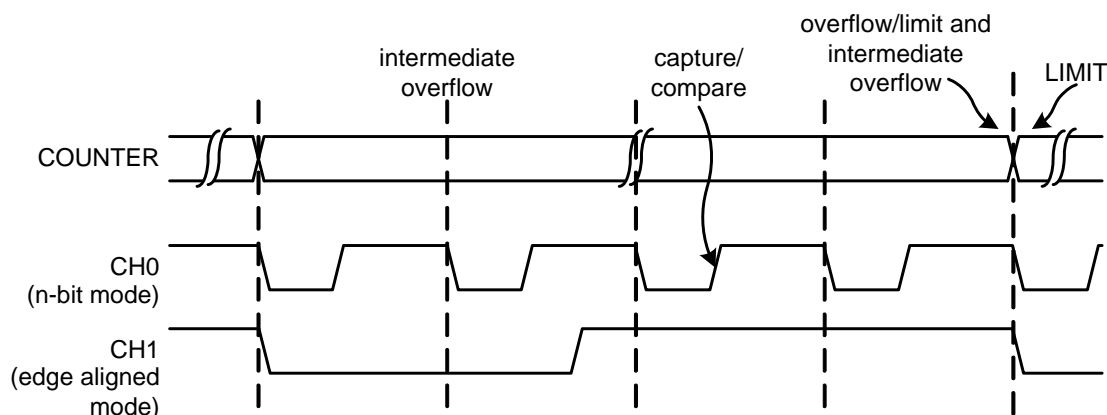 overflow/limit and
intermediate
overflow
intermediate
overflow
capture/
compare
LIMIT
COUNTER
CH0
(n-bit mode)
CH1
(edge aligned
mode)